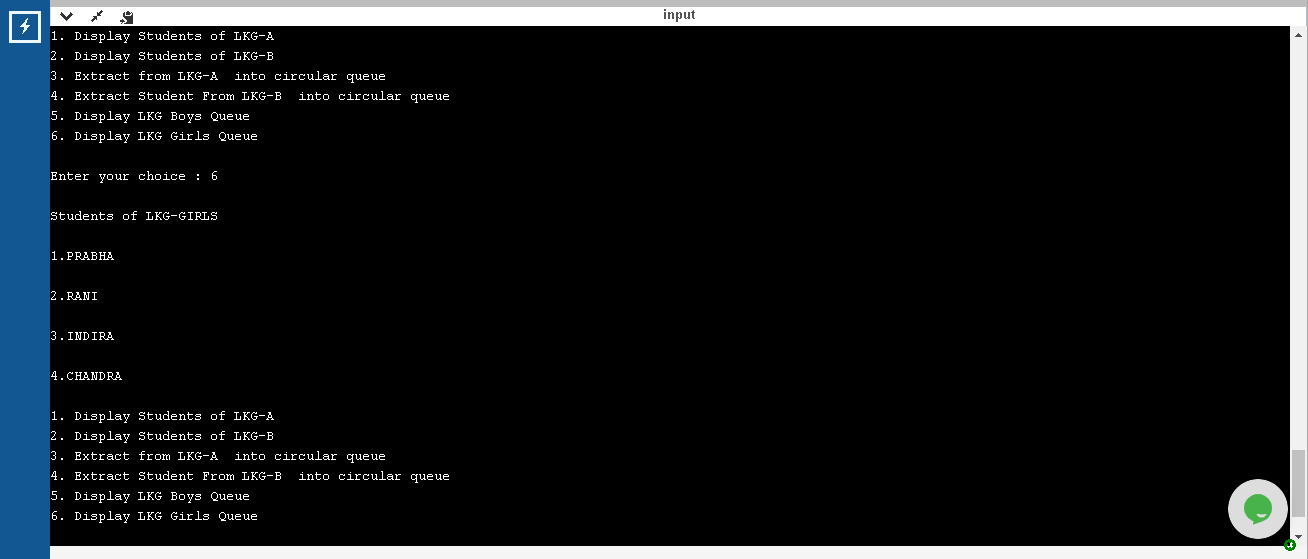 input
1. Display Students of LKG-A
2. Display Students of LKG-B
3. Extract from LKG-A  into circular queue
4. Extract Student From LKG-B  into circular queue
5. Display LKG Boys Queue
6. Display LKG Girls Queue
Enter your choice : 6
Students of LKG-GIRLS
1.PRABHA
2.RANI
3.INDIRA
4.CHANDRA
1. Display Students of LKG-A
2. Display Students of LKG-B
3. Extract from LKG-A  into circular queue
4. Extract Student From LKG-B  into circular queue
5. Display LKG Boys Queue
6. Display LKG Girls Queue